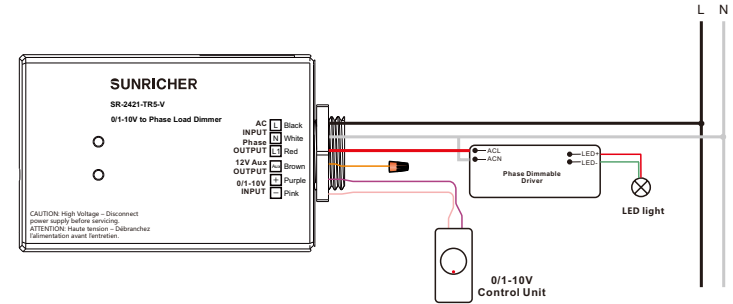 L N
SUNRICHER
SR-2421-TR5-V
0/1-10V to Phase Load Dimmer
AC INPUT
L Black
N White
Phase OUTPUT
L1 Red
12V Aux OUTPUT
Aux Brown
0/1-10V INPUT
+ Purple
− Pink
CAUTION: High Voltage – Disconnect
power supply before servicing.
ATTENTION: Haute tension – Débranchez
l'alimentation avant l'entretien.
ACL
ACN
LED+
LED-
Phase Dimmable
Driver
LED light
0/1-10V
Control Unit